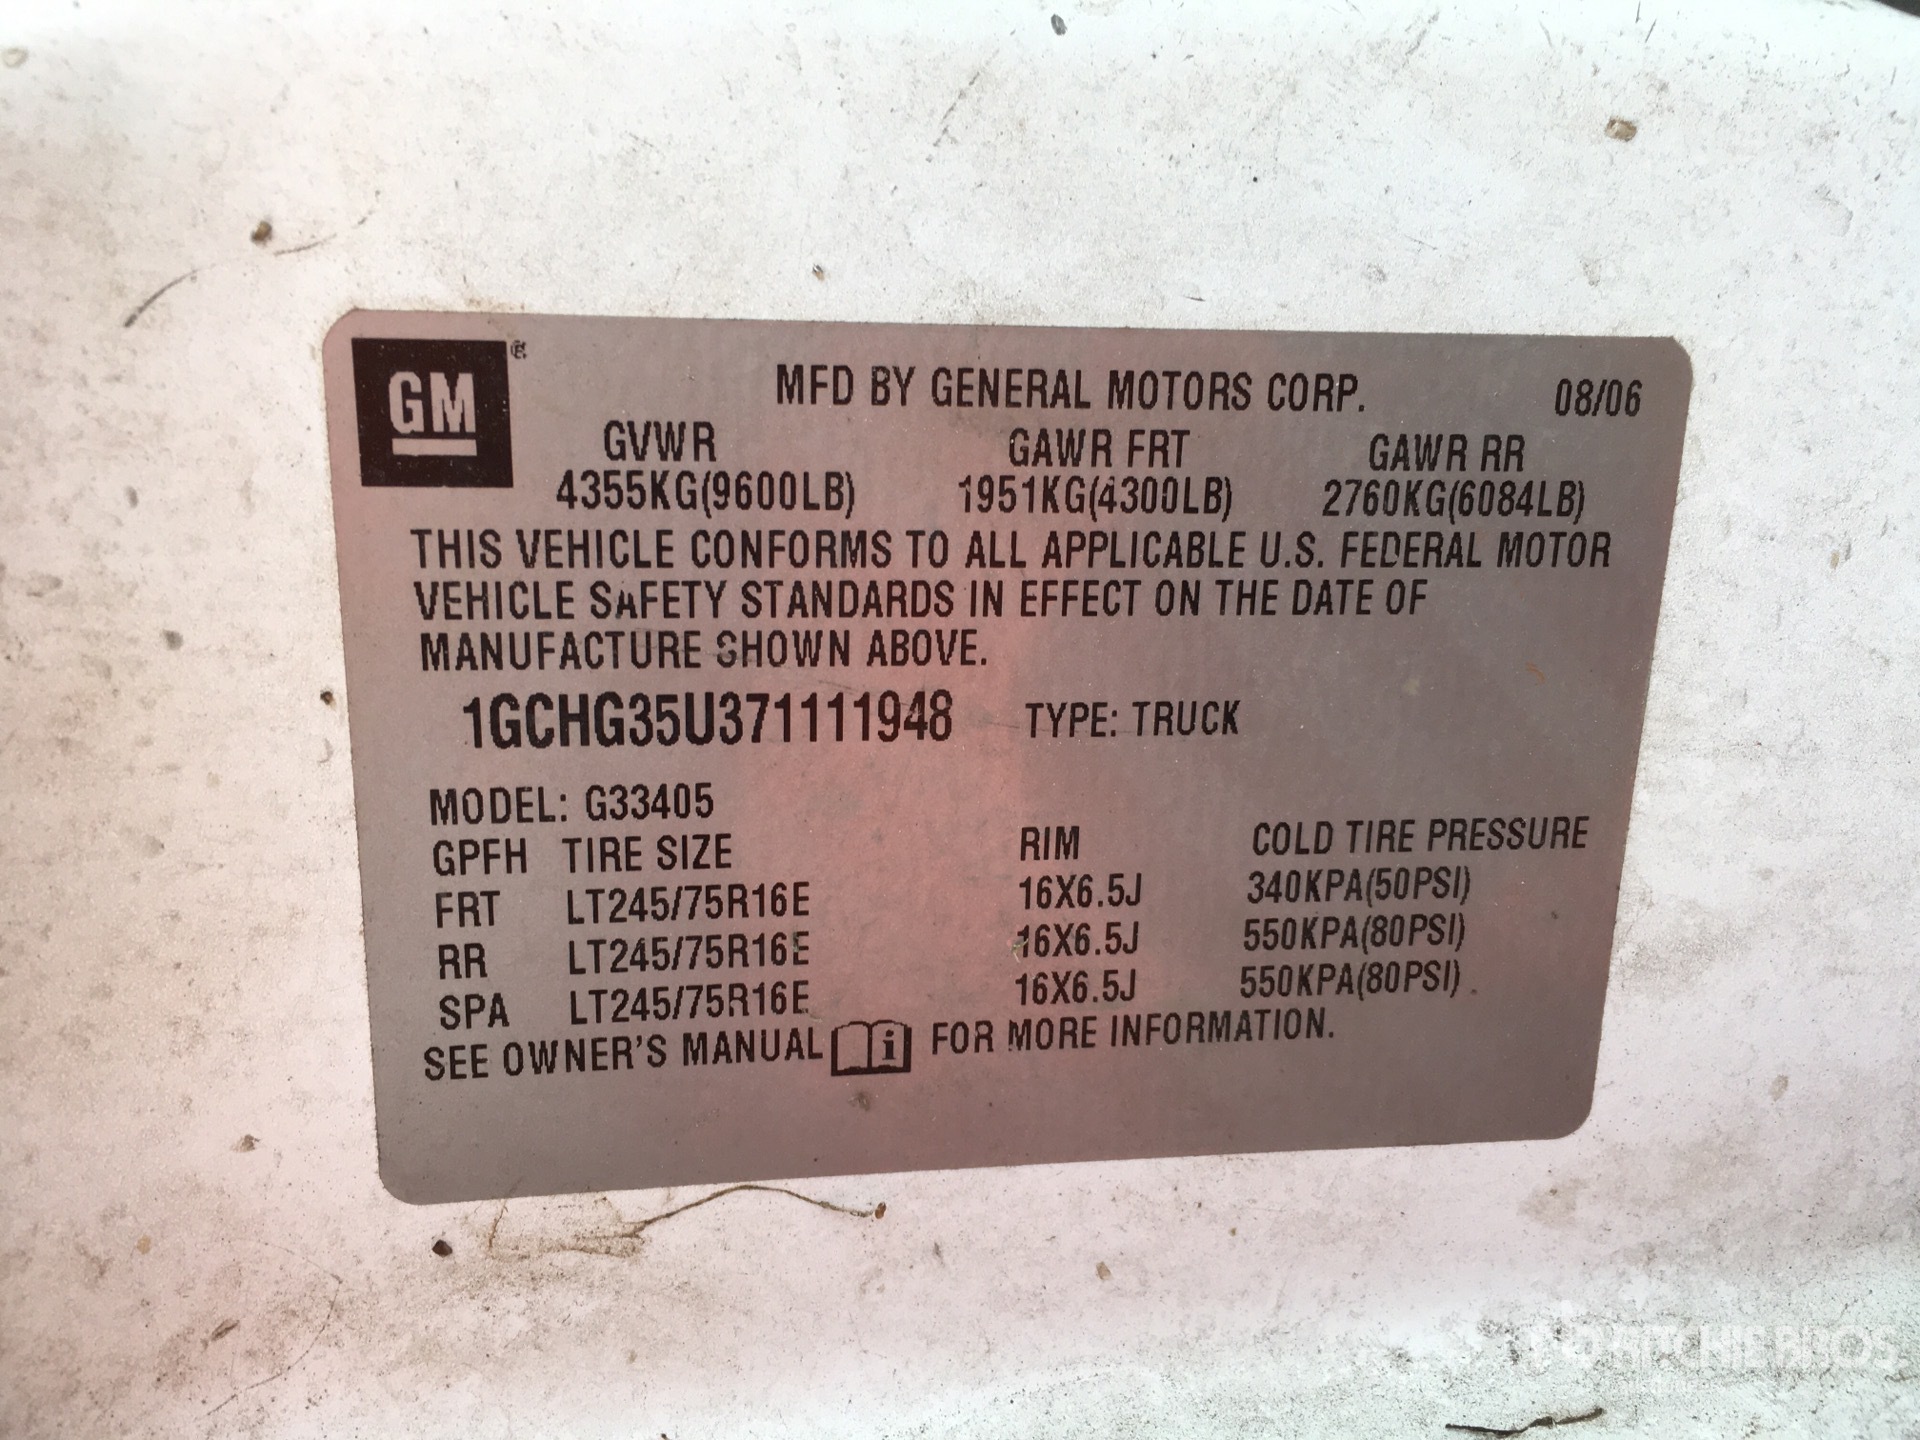 GM®
MFD BY GENERAL MOTORS CORP. 08/06
GVWR GAWR FRT GAWR RR
4355KG(9600LB) 1951KG(4300LB) 2760KG(6084LB)
THIS VEHICLE CONFORMS TO ALL APPLICABLE U.S. FEDERAL MOTOR
VEHICLE SAFETY STANDARDS IN EFFECT ON THE DATE OF
MANUFACTURE SHOWN ABOVE.
1GCHG35U371111948 TYPE: TRUCK
MODEL: G33405
GPFH TIRE SIZE RIM COLD TIRE PRESSURE
FRT LT245/75R16E 16X6.5J 340KPA(50PSI)
RR LT245/75R16E 16X6.5J 550KPA(80PSI)
SPA LT245/75R16E 16X6.5J 550KPA(80PSI)
SEE OWNER'S MANUAL i FOR MORE INFORMATION.
RITCHIE BROS